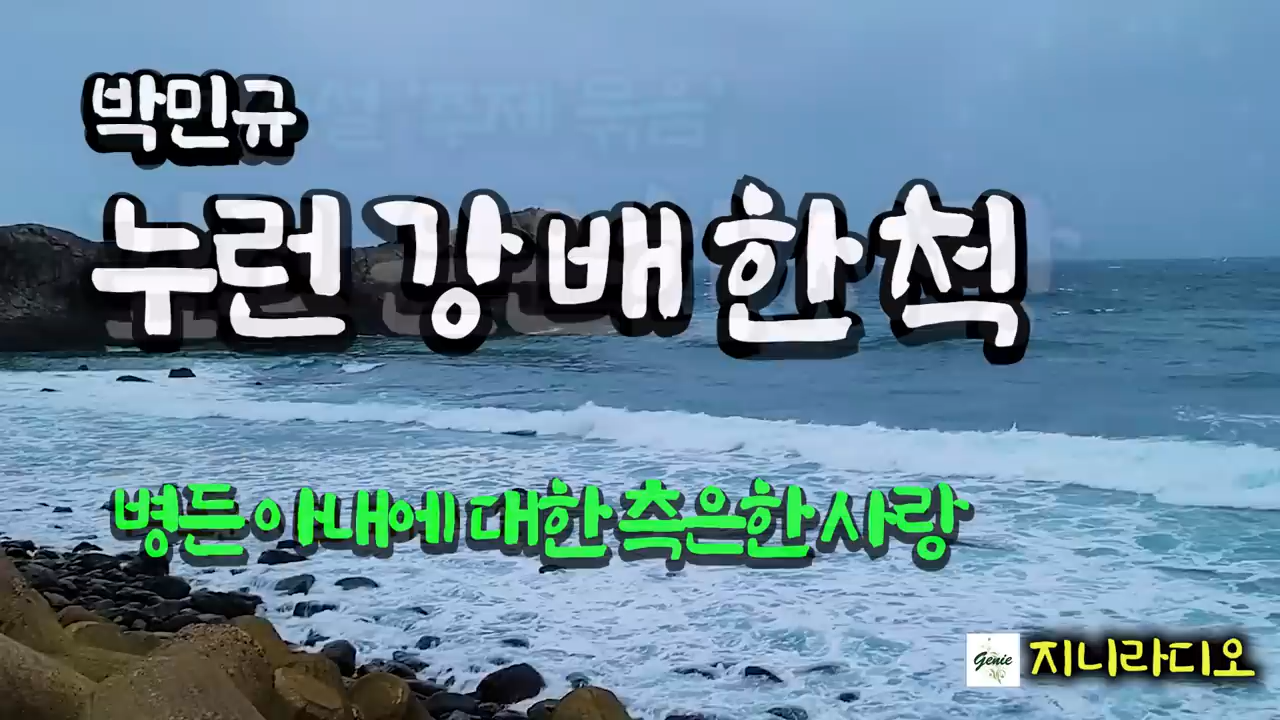 박민규
누런 강 배 한 척
병든 아내에 대한 측은한 사랑
Genie 지니라디오